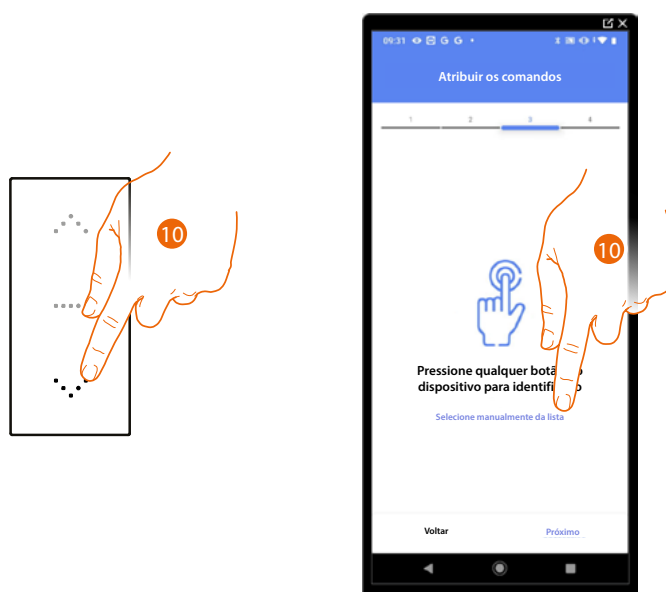 09:31 G G
Atribuir os comandos
1 2 3 4
10
10
Pressione qualquer botã o
dispositivo para identifi o
Selecione manualmente da lista
Voltar Próximo